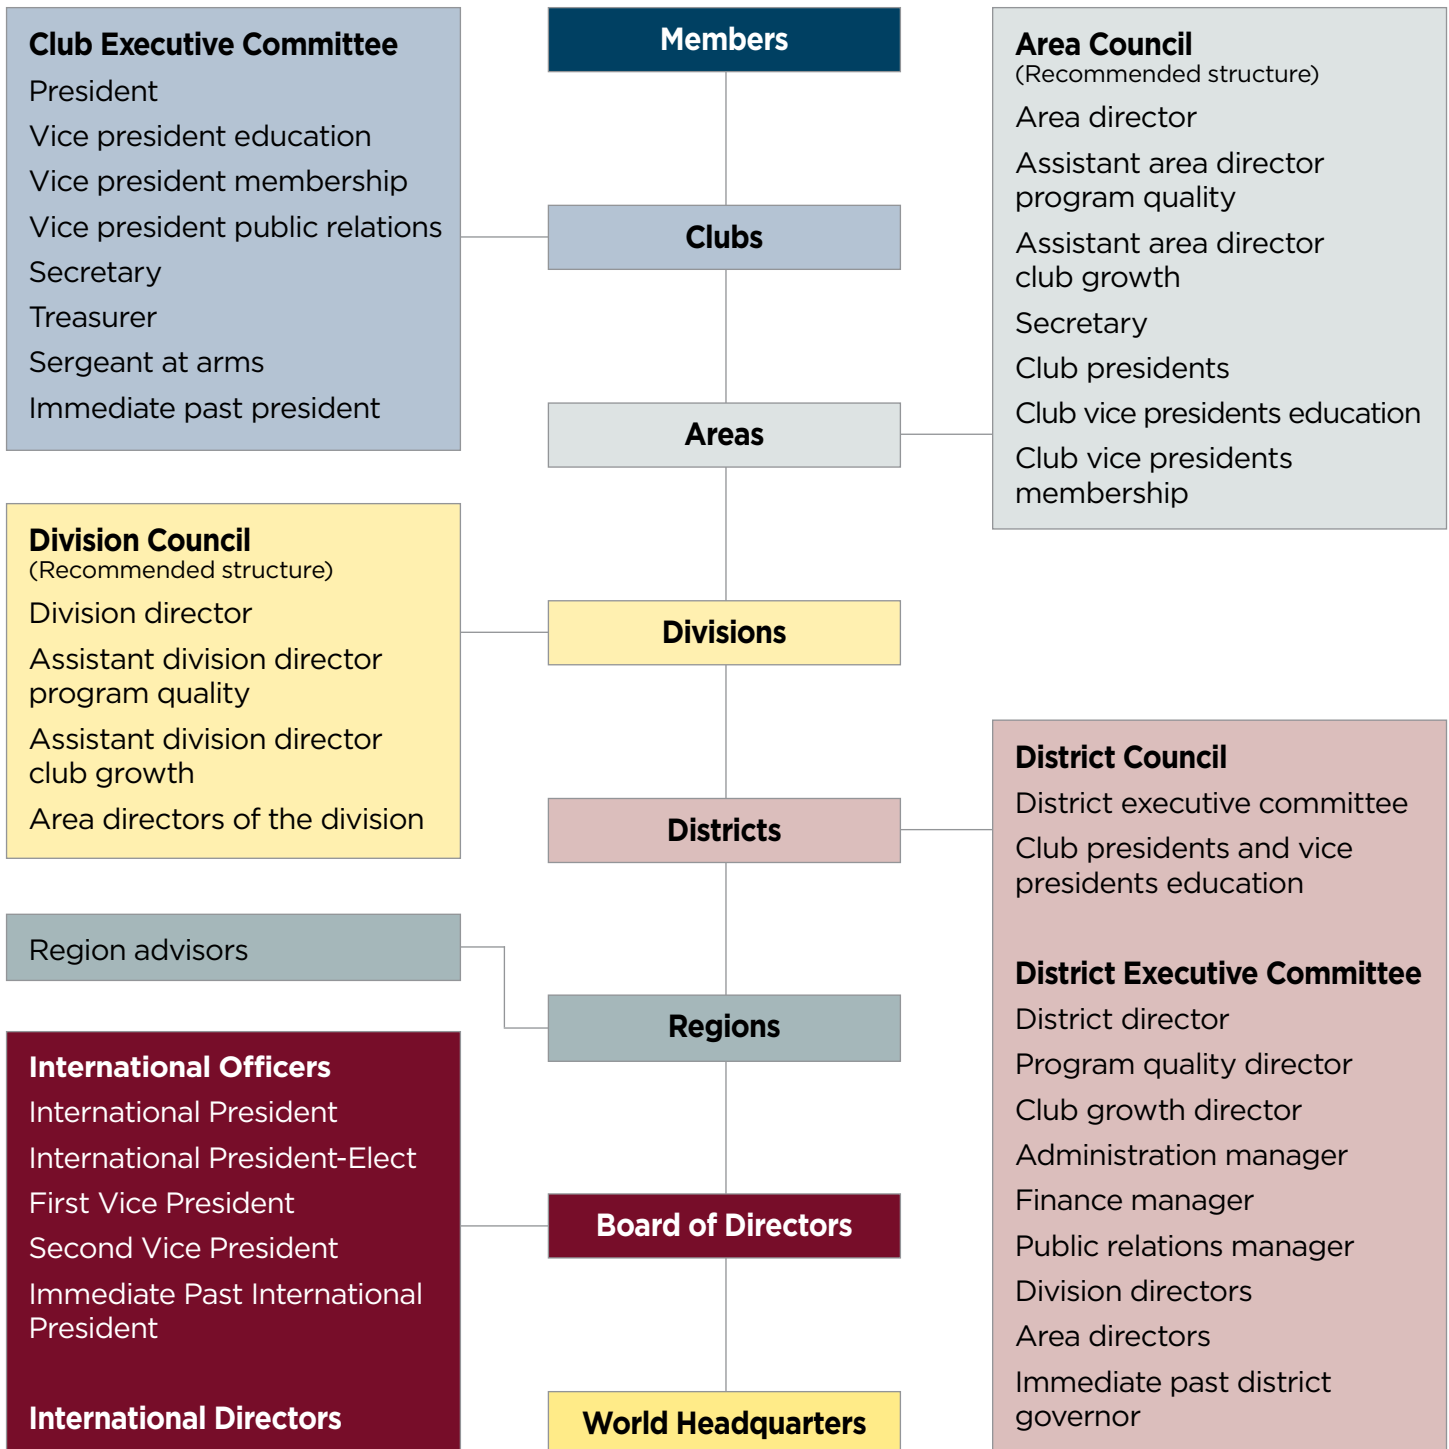 Club Executive Committee
President
Vice president education
Vice president membership
Vice president public relations
Secretary
Treasurer
Sergeant at arms
Immediate past president
Members
Clubs
Areas
Area Council
(Recommended structure)
Area director
Assistant area director
program quality
Assistant area director
club growth
Secretary
Club presidents
Club vice presidents education
Club vice presidents
membership
Division Council
(Recommended structure)
Division director
Assistant division director
program quality
Assistant division director
club growth
Area directors of the division
Divisions
Districts
District Council
District executive committee
Club presidents and vice
presidents education
District Executive Committee
District director
Program quality director
Club growth director
Administration manager
Finance manager
Public relations manager
Division directors
Area directors
Immediate past district
governor
Region advisors
Regions
International Officers
International President
International President-Elect
First Vice President
Second Vice President
Immediate Past International
President
International Directors
Board of Directors
World Headquarters